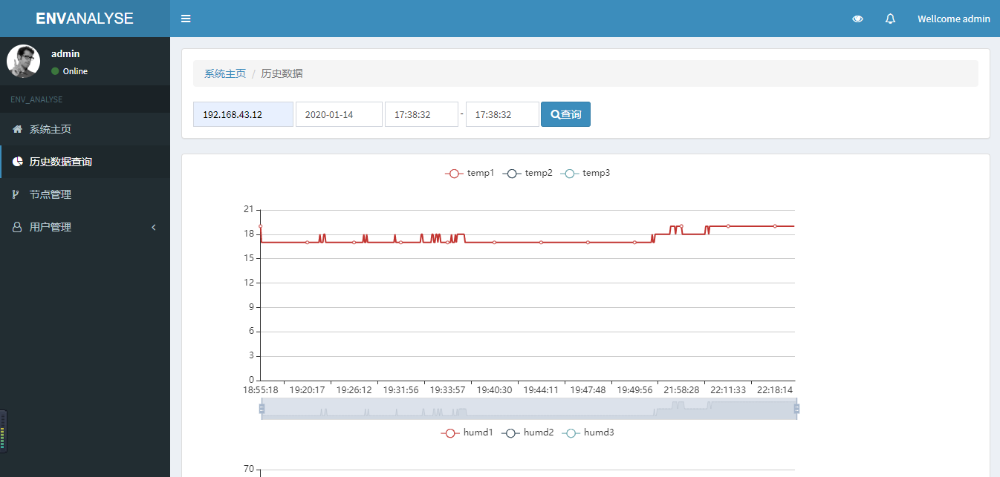 ENVANALYSE
Wellcome admin
admin
Online
ENV_ANALYSE
系统主页
历史数据查询
节点管理
用户管理
系统主页 / 历史数据
192.168.43.12 2020-01-14 17:38:32 - 17:38:32 查询
temp1 temp2 temp3
21
18
15
12
9
6
3
0
18:55:18 19:20:17 19:26:12 19:31:56 19:33:57 19:40:30 19:44:11 19:47:48 19:49:56 21:58:28 22:11:33 22:18:14
humd1 humd2 humd3
70